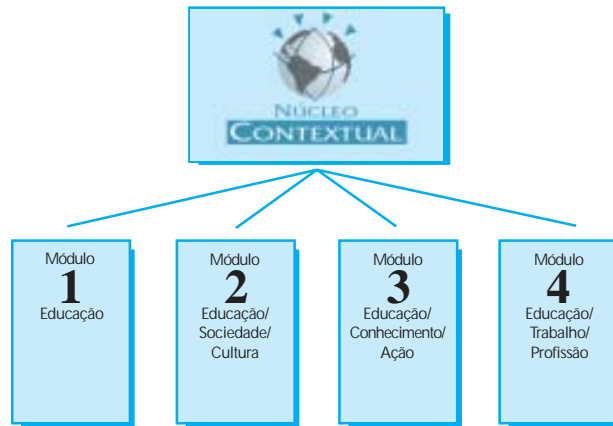 NÚCLEO
CONTEXTUAL
Módulo
1
Educação
Módulo
2
Educação/
Sociedade/
Cultura
Módulo
3
Educação/
Conhecimento/
Ação
Módulo
4
Educação/
Trabalho/
Profissão